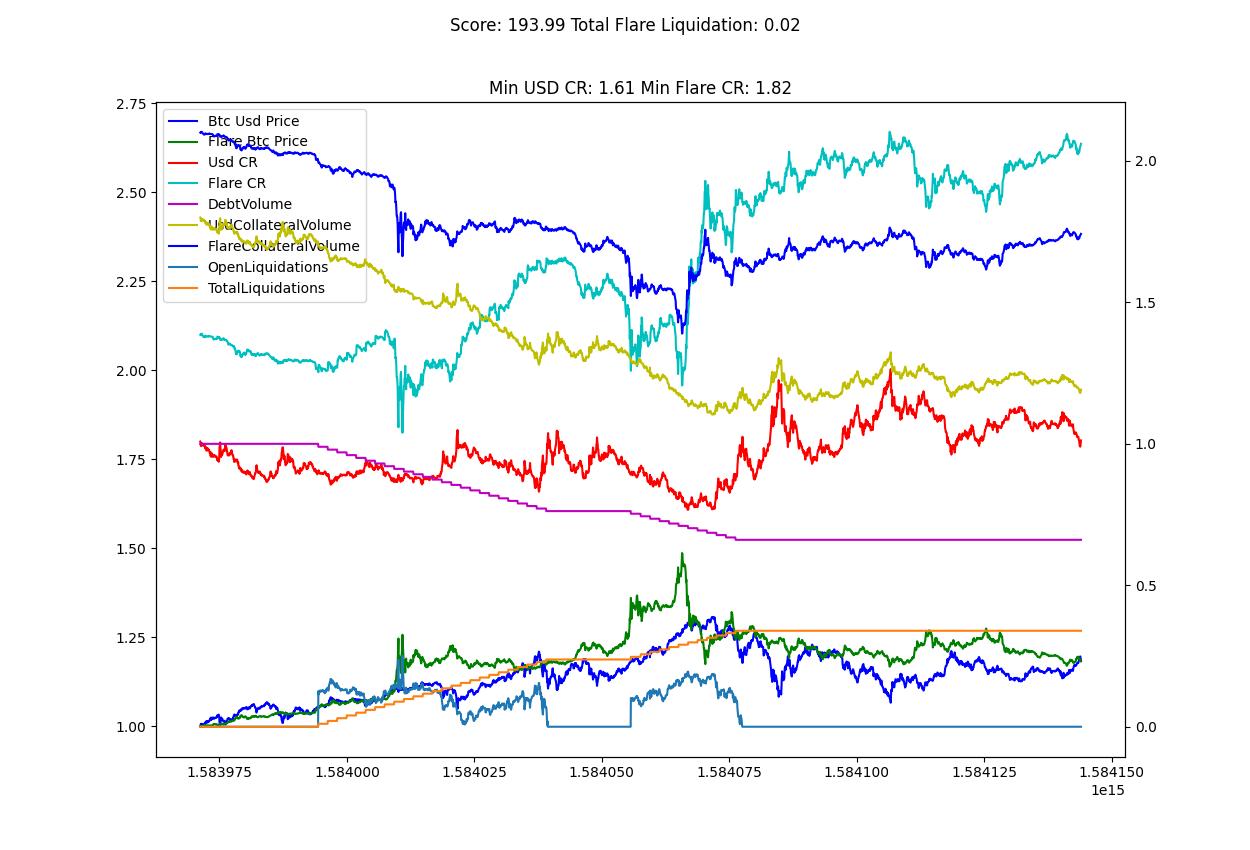 Score: 193.99 Total Flare Liquidation: 0.02
Min USD CR: 1.61 Min Flare CR: 1.82
2.75
2.50
2.25
2.00
1.75
1.50
1.25
1.00
Btc Usd Price
Flare Btc Price
Usd CR
Flare CR
DebtVolume
UsdCollateralVolume
FlareCollateralVolume
OpenLiquidations
TotalLiquidations
2.0
1.5
1.0
0.5
0.0
1.583975 1.584000 1.584025 1.584050 1.584075 1.584100 1.584125 1.584150
1e15